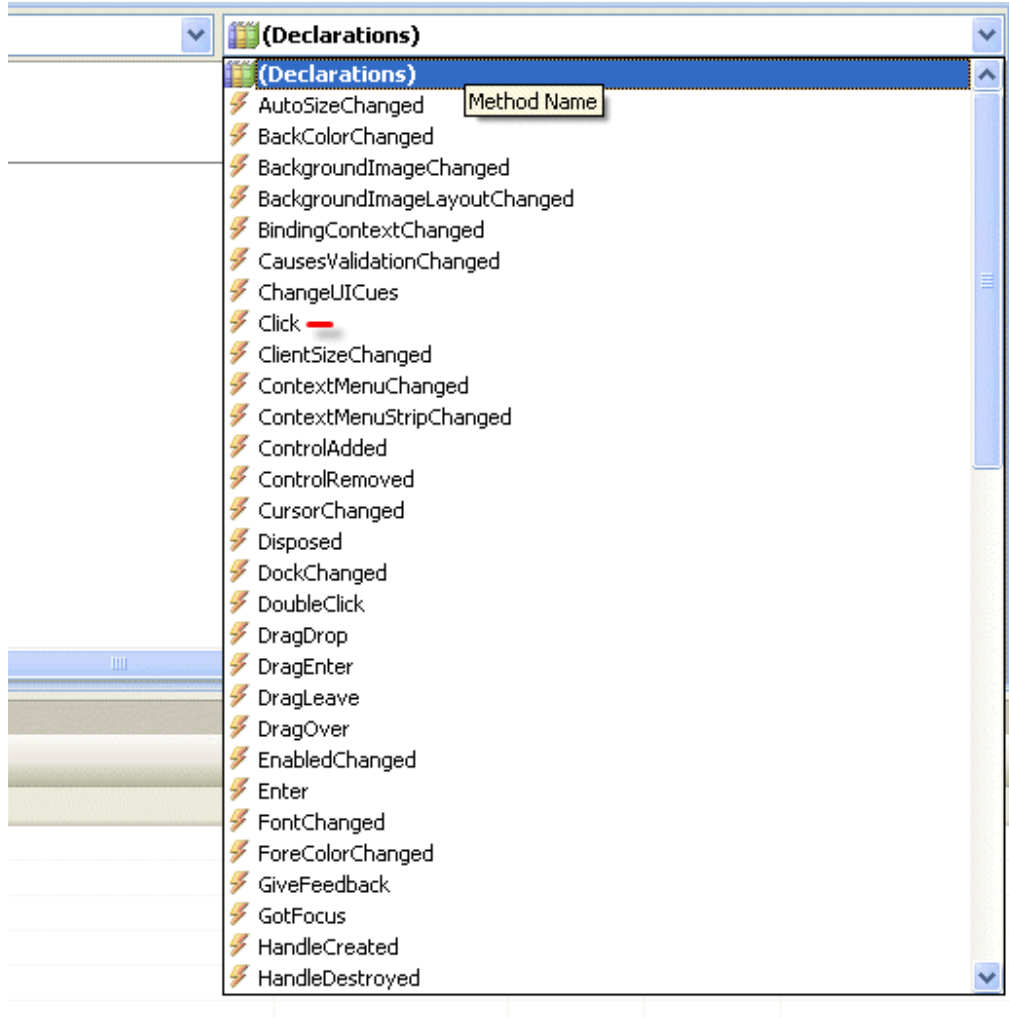 (Declarations)
(Declarations)
Method Name
AutoSizeChanged
BackColorChanged
BackgroundImageChanged
BackgroundImageLayoutChanged
BindingContextChanged
CausesValidationChanged
ChangeUICues
Click
ClientSizeChanged
ContextMenuChanged
ContextMenuStripChanged
ControlAdded
ControlRemoved
CursorChanged
Disposed
DockChanged
DoubleClick
DragDrop
DragEnter
DragLeave
DragOver
EnabledChanged
Enter
FontChanged
ForeColorChanged
GiveFeedback
GotFocus
HandleCreated
HandleDestroyed